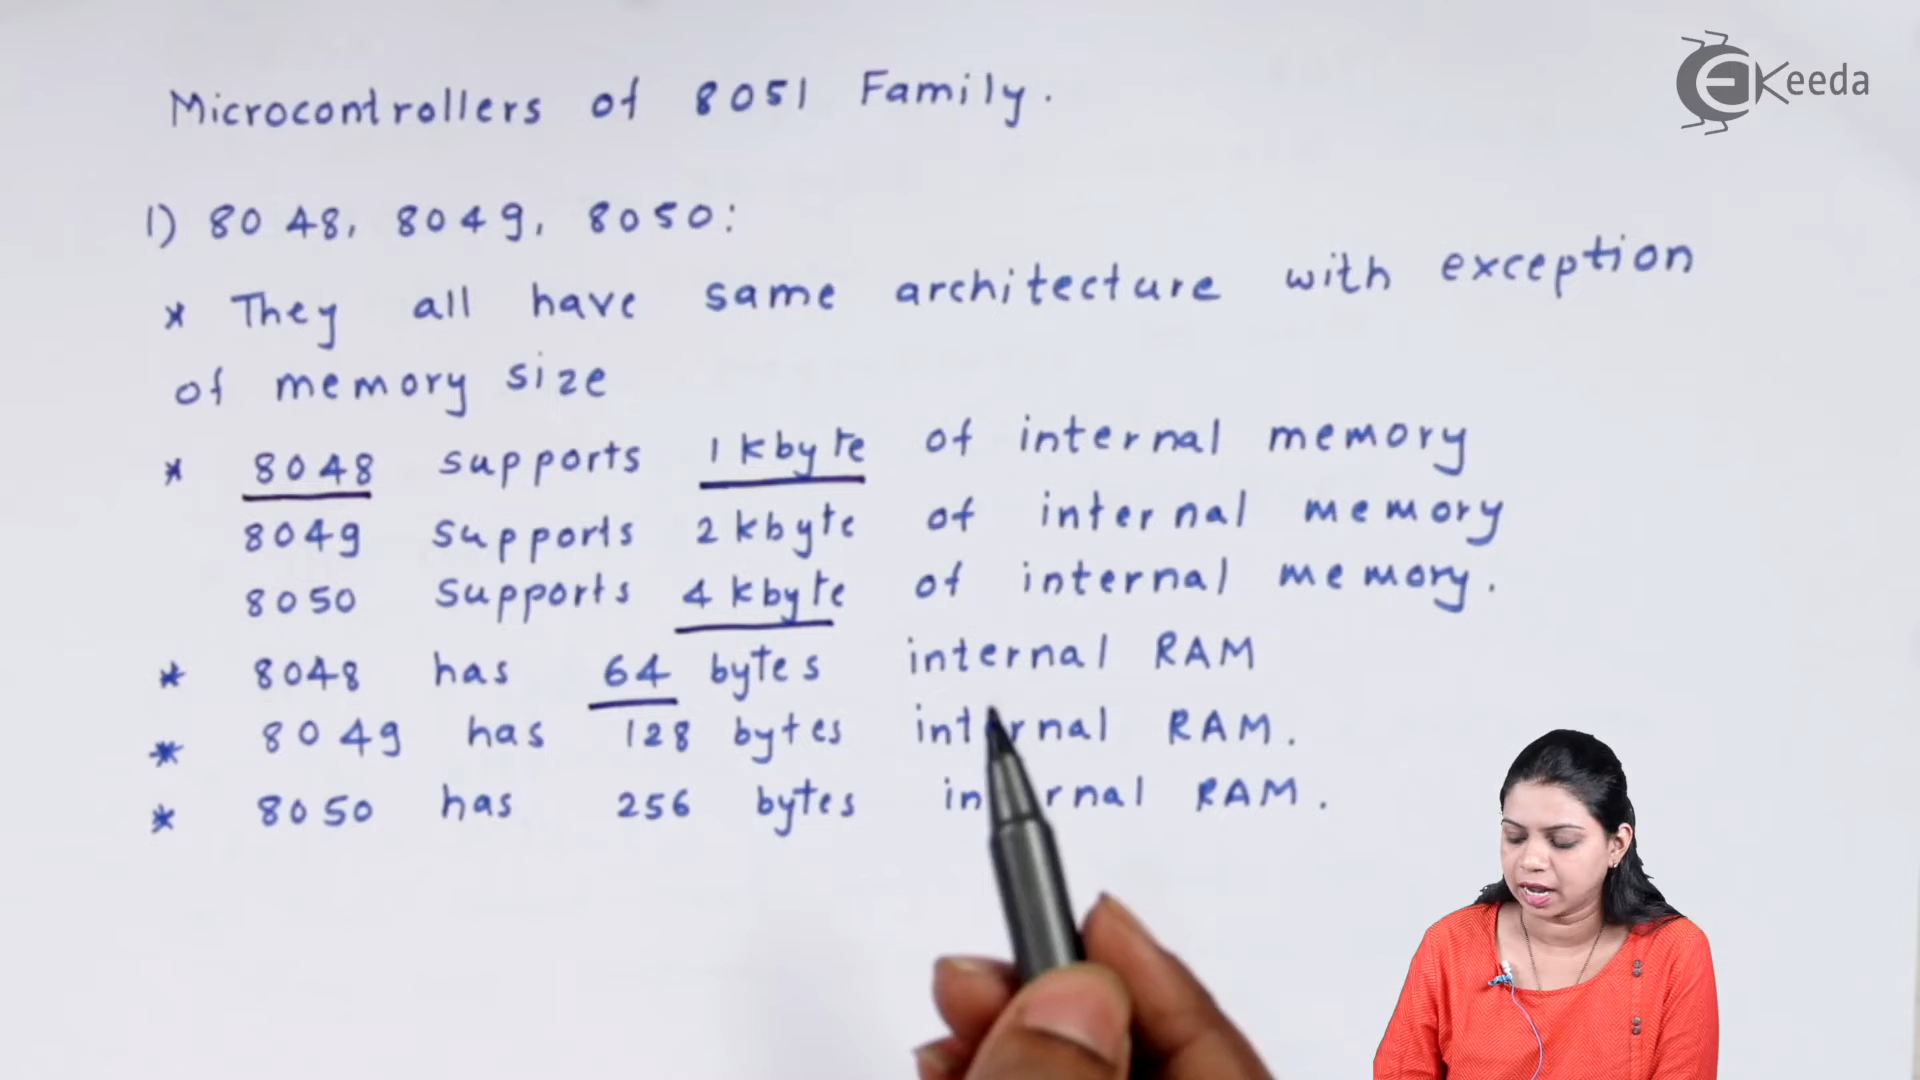 Microcontrollers of 8051 Family.
1) 8048, 8049, 8050:
* They all have same architecture with exception
of memory size
* 8048 supports 1 kbyte of internal memory
8049 supports 2 kbyte of internal memory
8050 supports 4 kbyte of internal memory.
* 8048 has 64 bytes internal RAM
* 8049 has 128 bytes internal RAM.
* 8050 has 256 bytes internal RAM.
EKeeda